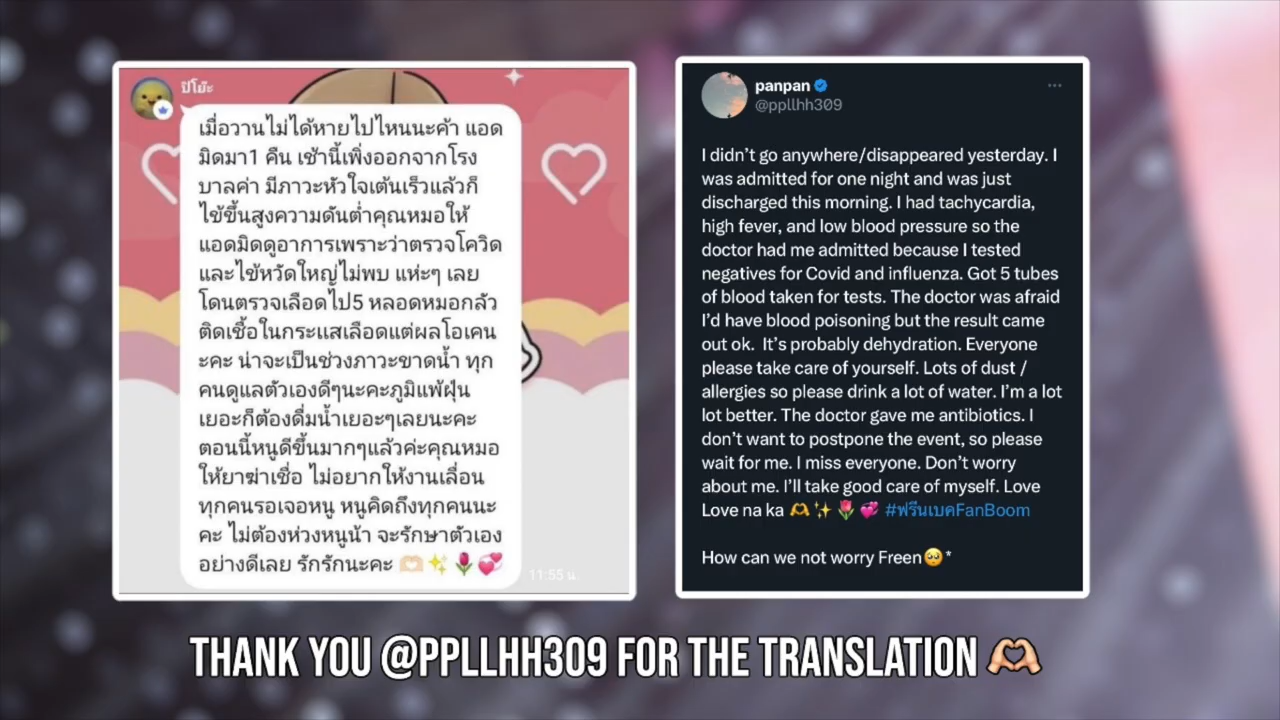 ปีโม๊ะ
เมื่อวานไม่ได้หายไปไหนนะค้า แอด
มิดมา1 คืน เช้านี้เพิ่งออกจากโรง
บาลค่า มีภาวะหัวใจเต้นเร็วแล้วก็
ไข้ขึ้นสูงความดันต่ำคุณหมอให้
แอดมิดดูอาการเพราะว่าตรวจโควิด
และไข้หวัดใหญ่ไม่พบ แห่ะๆ เลย
โดนตรวจเลือดไป5 หลอดหมอกลัว
ติดเชื้อในกระแสเลือดแต่ผลโอเคน
ะคะ น่าจะเป็นช่วงภาวะขาดน้ำ ทุก
คนดูแลตัวเองดีๆนะคะภูมิแพ้ฝุ่น
เยอะก็ต้องดื่มน้ำเยอะๆเลยนะคะ
ตอนนี้หนูดีขึ้นมากๆแล้วค่ะคุณหมอ
ให้ยาฆ่าเชื่อ ไม่อยากให้งานเลื่อน
ทุกคนรอเจอหนู หนูคิดถึงทุกคนนะ
คะ ไม่ต้องห่วงหนูน้า จะรักษาตัวเอง
อย่างดีเลย รักรักนะคะ 🫶🏻✨🌷💞
11:55 น.
panpan
@ppllhh309
I didn't go anywhere/disappeared yesterday. I
was admitted for one night and was just
discharged this morning. I had tachycardia,
high fever, and low blood pressure so the
doctor had me admitted because I tested
negatives for Covid and influenza. Got 5 tubes
of blood taken for tests. The doctor was afraid
I'd have blood poisoning but the result came
out ok. It's probably dehydration. Everyone
please take care of yourself. Lots of dust /
allergies so please drink a lot of water. I'm a lot
lot better. The doctor gave me antibiotics. I
don't want to postpone the event, so please
wait for me. I miss everyone. Don't worry
about me. I'll take good care of myself. Love
Love na ka 🫶✨🌷💞 #ฟรีนเบคFanBoom
How can we not worry Freen🥺*
THANK YOU @PPLLHH309 FOR THE TRANSLATION 🫶🏻